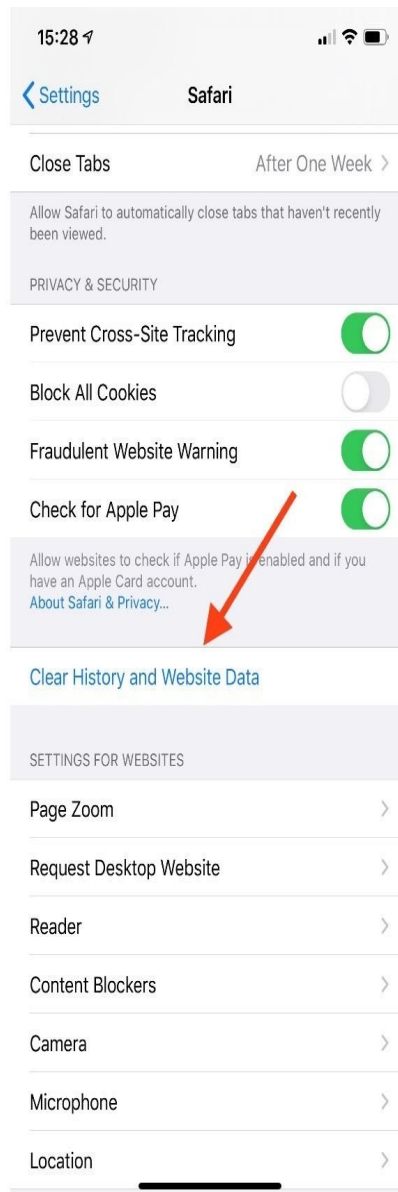 15:28
Settings
Safari
Close Tabs
After One Week
Allow Safari to automatically close tabs that haven't recently
been viewed.
PRIVACY & SECURITY
Prevent Cross-Site Tracking
Block All Cookies
Fraudulent Website Warning
Check for Apple Pay
Allow websites to check if Apple Pay is enabled and if you
have an Apple Card account.
About Safari & Privacy...
Clear History and Website Data
SETTINGS FOR WEBSITES
Page Zoom
Request Desktop Website
Reader
Content Blockers
Camera
Microphone
Location